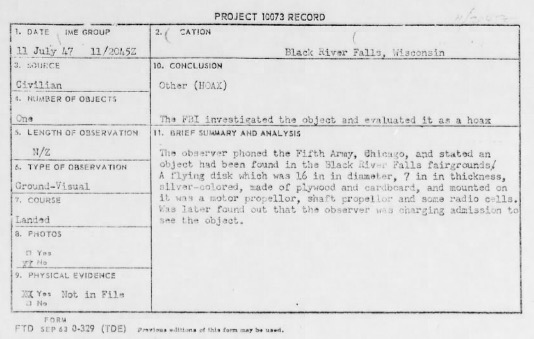 PROJECT 10073 RECORD
1. DATE TIME GROUP
11 July 47 11/2045Z
2. LOCATION
Black River Falls, Wisconsin
3. SOURCE
Civilian
10. CONCLUSION
Other (HOAX)
The FBI investigated the object and evaluated it as a hoax
4. NUMBER OF OBJECTS
One
5. LENGTH OF OBSERVATION
N/Z
11. BRIEF SUMMARY AND ANALYSIS
The observer phoned the Fifth Army, Chicago, and stated an
object had been found in the Black River Falls fairgrounds/
A flying disk which was 16 in in diameter, 7 in in thickness,
silver-colored, made of plywood and cardboard, and mounted on
it was a motor propellor, shaft propellor and some radio cells.
Was later found out that the observer was charging admission to
see the object.
6. TYPE OF OBSERVATION
Ground-Visual
7. COURSE
Landed
8. PHOTOS
□ Yes
XX No
9. PHYSICAL EVIDENCE
XX Yes Not in File
□ No
FORM
FTD SEP 63 0-329 (TDE) Previous editions of this form may be used.